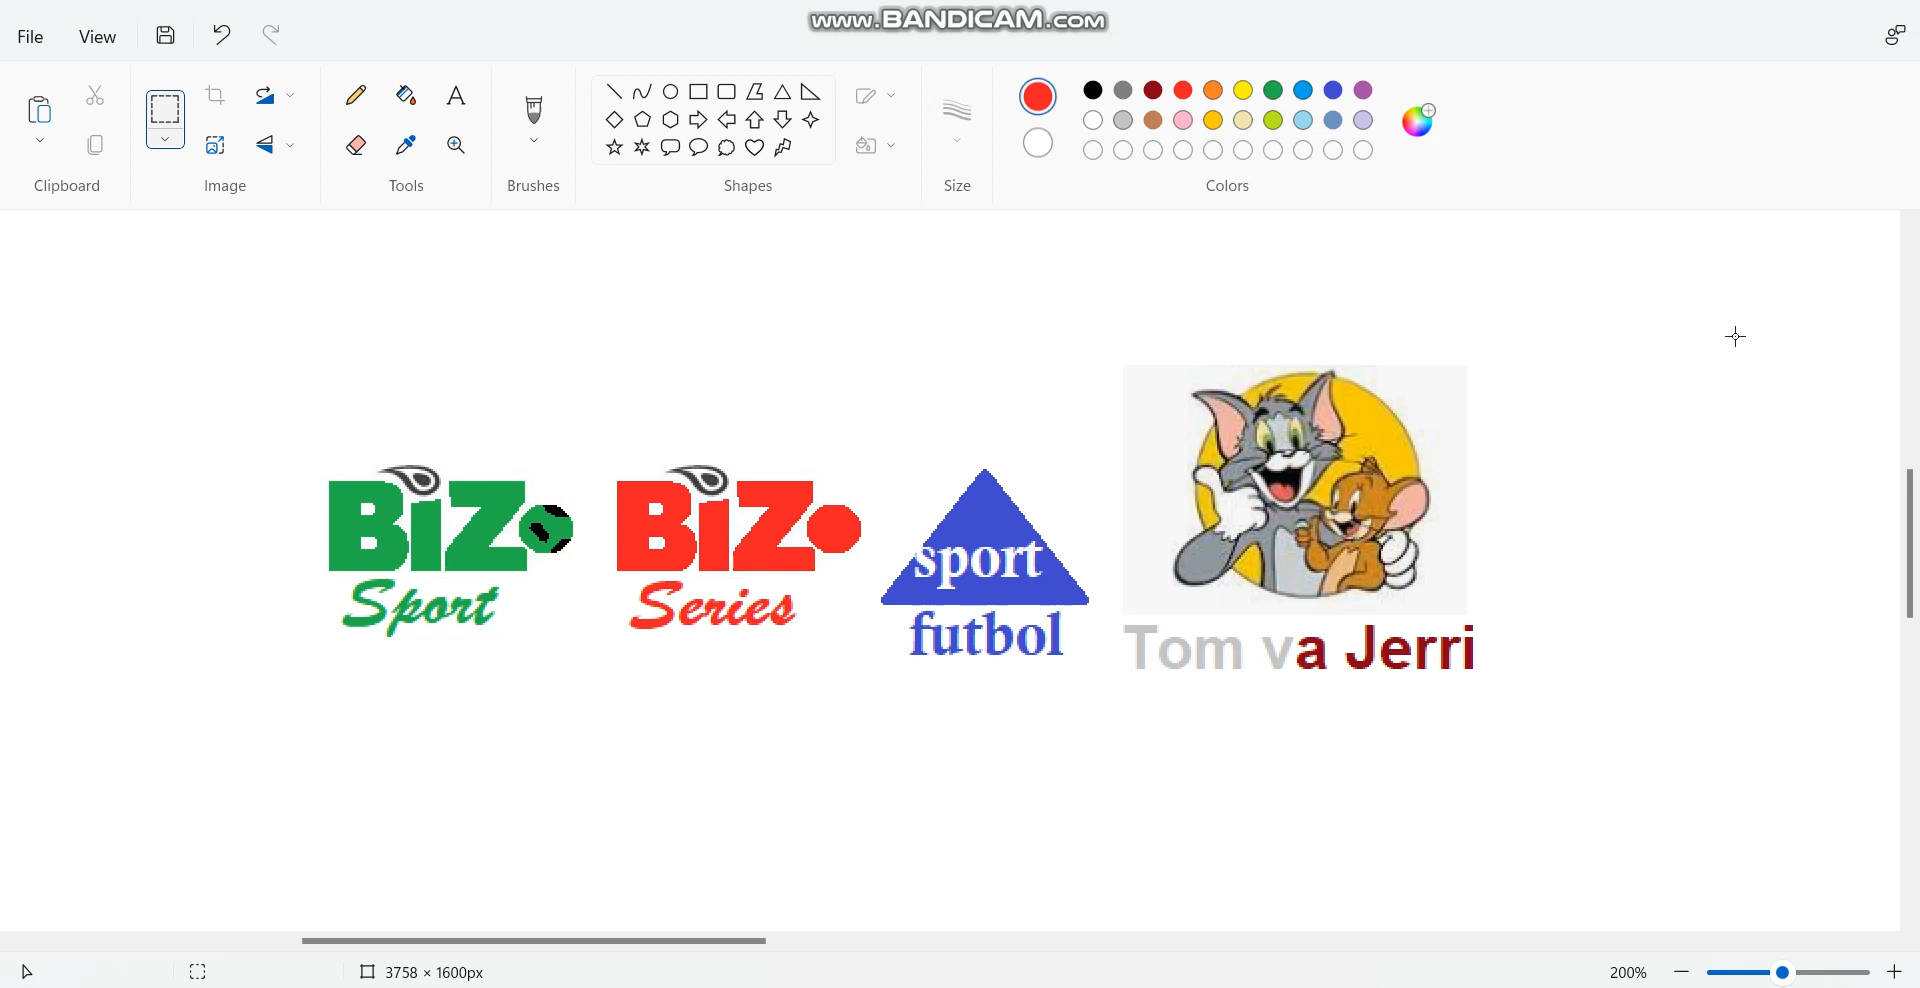 www.BANDICAM.com
File View
Clipboard
Image
Tools
Brushes
Shapes
Size
Colors
BiZ
Sport
BiZ
Series
sport
futbol
Tom va Jerri
3758 × 1600px
200%